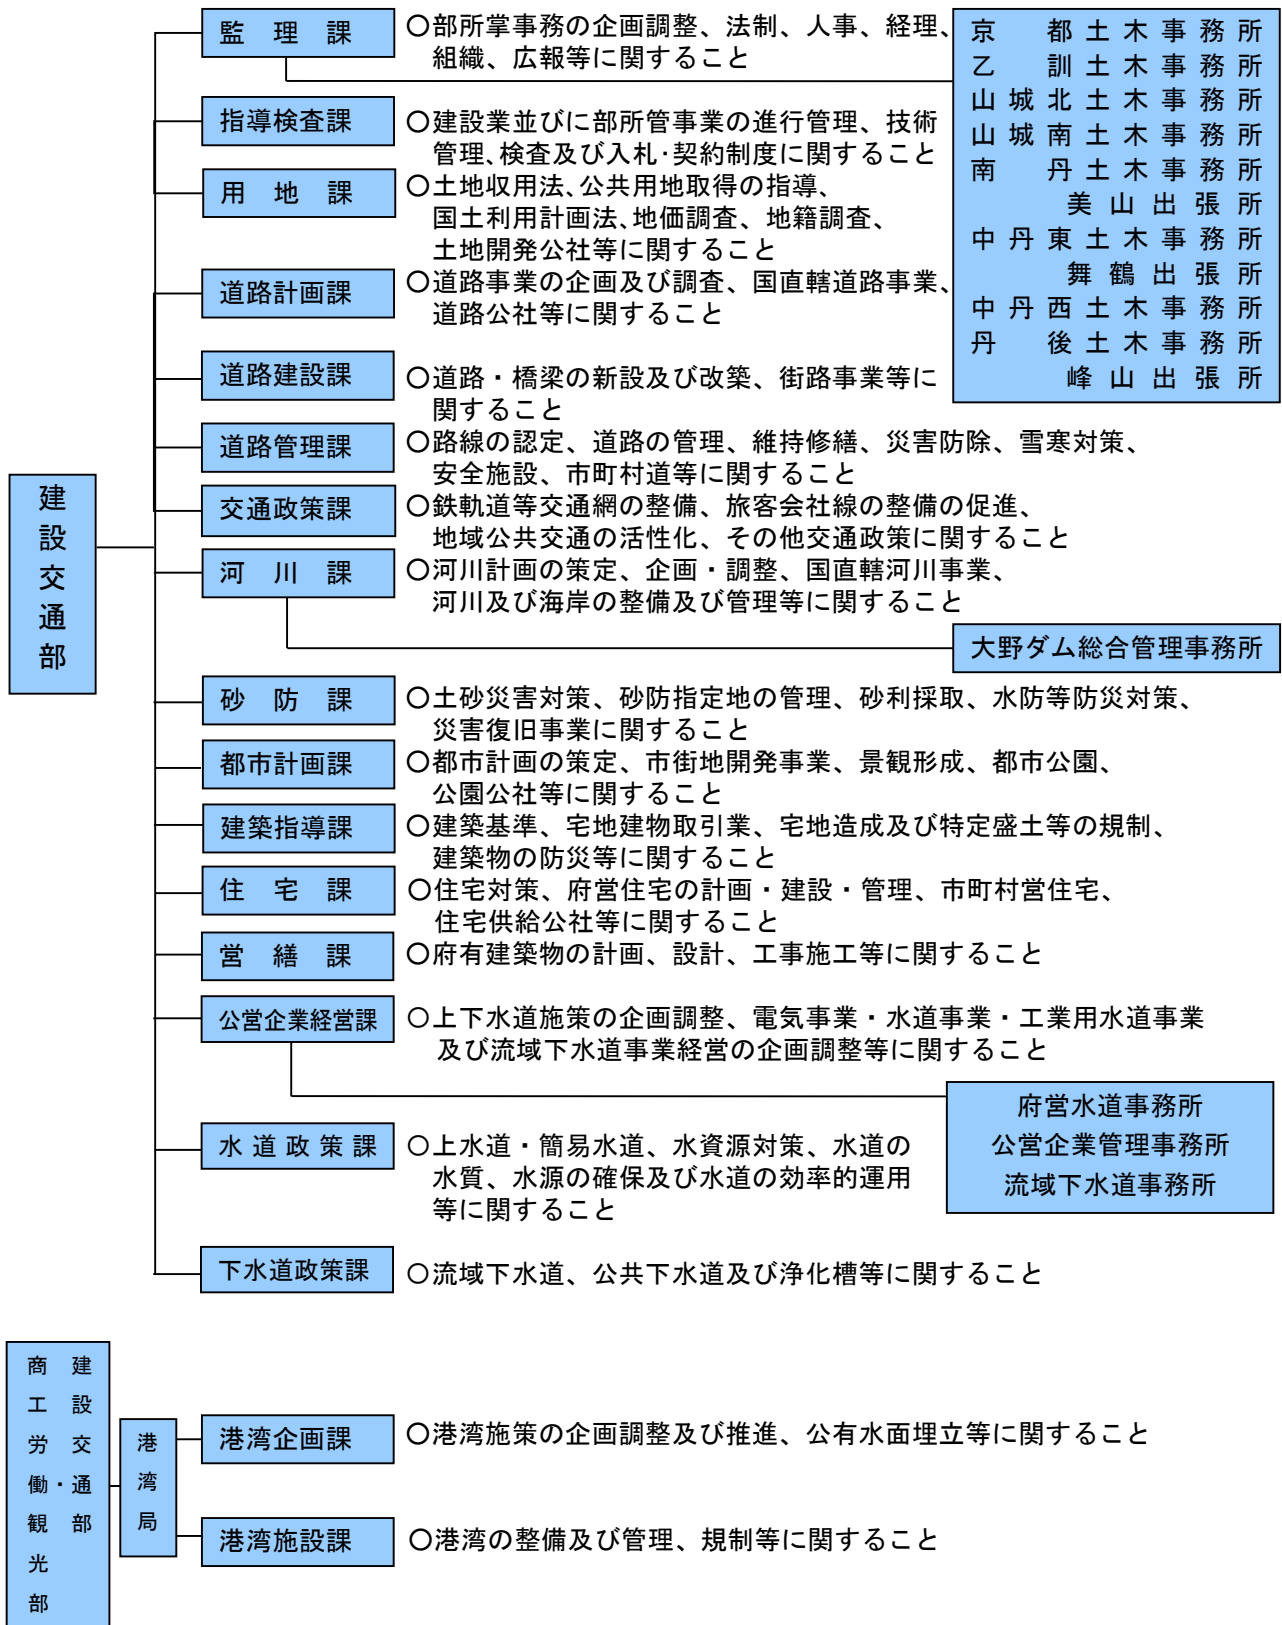 建設交通部
監理課
〇部所掌事務の企画調整、法制、人事、経理、
組織、広報等に関すること
京都土木事務所
乙訓土木事務所
山城北土木事務所
山城南土木事務所
南丹土木事務所
美山出張所
中丹東土木事務所
舞鶴出張所
中丹西土木事務所
丹後土木事務所
峰山出張所
指導検査課
〇建設業並びに部所管事業の進行管理、技術
管理、検査及び入札･契約制度に関すること
用地課
〇土地収用法、公共用地取得の指導、
国土利用計画法、地価調査、地籍調査、
土地開発公社等に関すること
道路計画課
〇道路事業の企画及び調査、国直轄道路事業、
道路公社等に関すること
道路建設課
〇道路・橋梁の新設及び改築、街路事業等に
関すること
道路管理課
〇路線の認定、道路の管理、維持修繕、災害防除、雪寒対策、
安全施設、市町村道等に関すること
交通政策課
〇鉄軌道等交通網の整備、旅客会社線の整備の促進、
地域公共交通の活性化、その他交通政策に関すること
河川課
〇河川計画の策定、企画・調整、国直轄河川事業、
河川及び海岸の整備及び管理等に関すること
大野ダム総合管理事務所
砂防課
〇土砂災害対策、砂防指定地の管理、砂利採取、水防等防災対策、
災害復旧事業に関すること
都市計画課
〇都市計画の策定、市街地開発事業、景観形成、都市公園、
公園公社等に関すること
建築指導課
〇建築基準、宅地建物取引業、宅地造成及び特定盛土等の規制、
建築物の防災等に関すること
住宅課
〇住宅対策、府営住宅の計画・建設・管理、市町村営住宅、
住宅供給公社等に関すること
営繕課
〇府有建築物の計画、設計、工事施工等に関すること
公営企業経営課
〇上下水道施策の企画調整、電気事業・水道事業・工業用水道事業
及び流域下水道事業経営の企画調整等に関すること
府営水道事務所
公営企業管理事務所
流域下水道事務所
水道政策課
〇上水道・簡易水道、水資源対策、水道の
水質、水源の確保及び水道の効率的運用
等に関すること
下水道政策課
〇流域下水道、公共下水道及び浄化槽等に関すること
建設交通部・
商工労働観光部
港湾局
港湾企画課
〇港湾施策の企画調整及び推進、公有水面埋立等に関すること
港湾施設課
〇港湾の整備及び管理、規制等に関すること